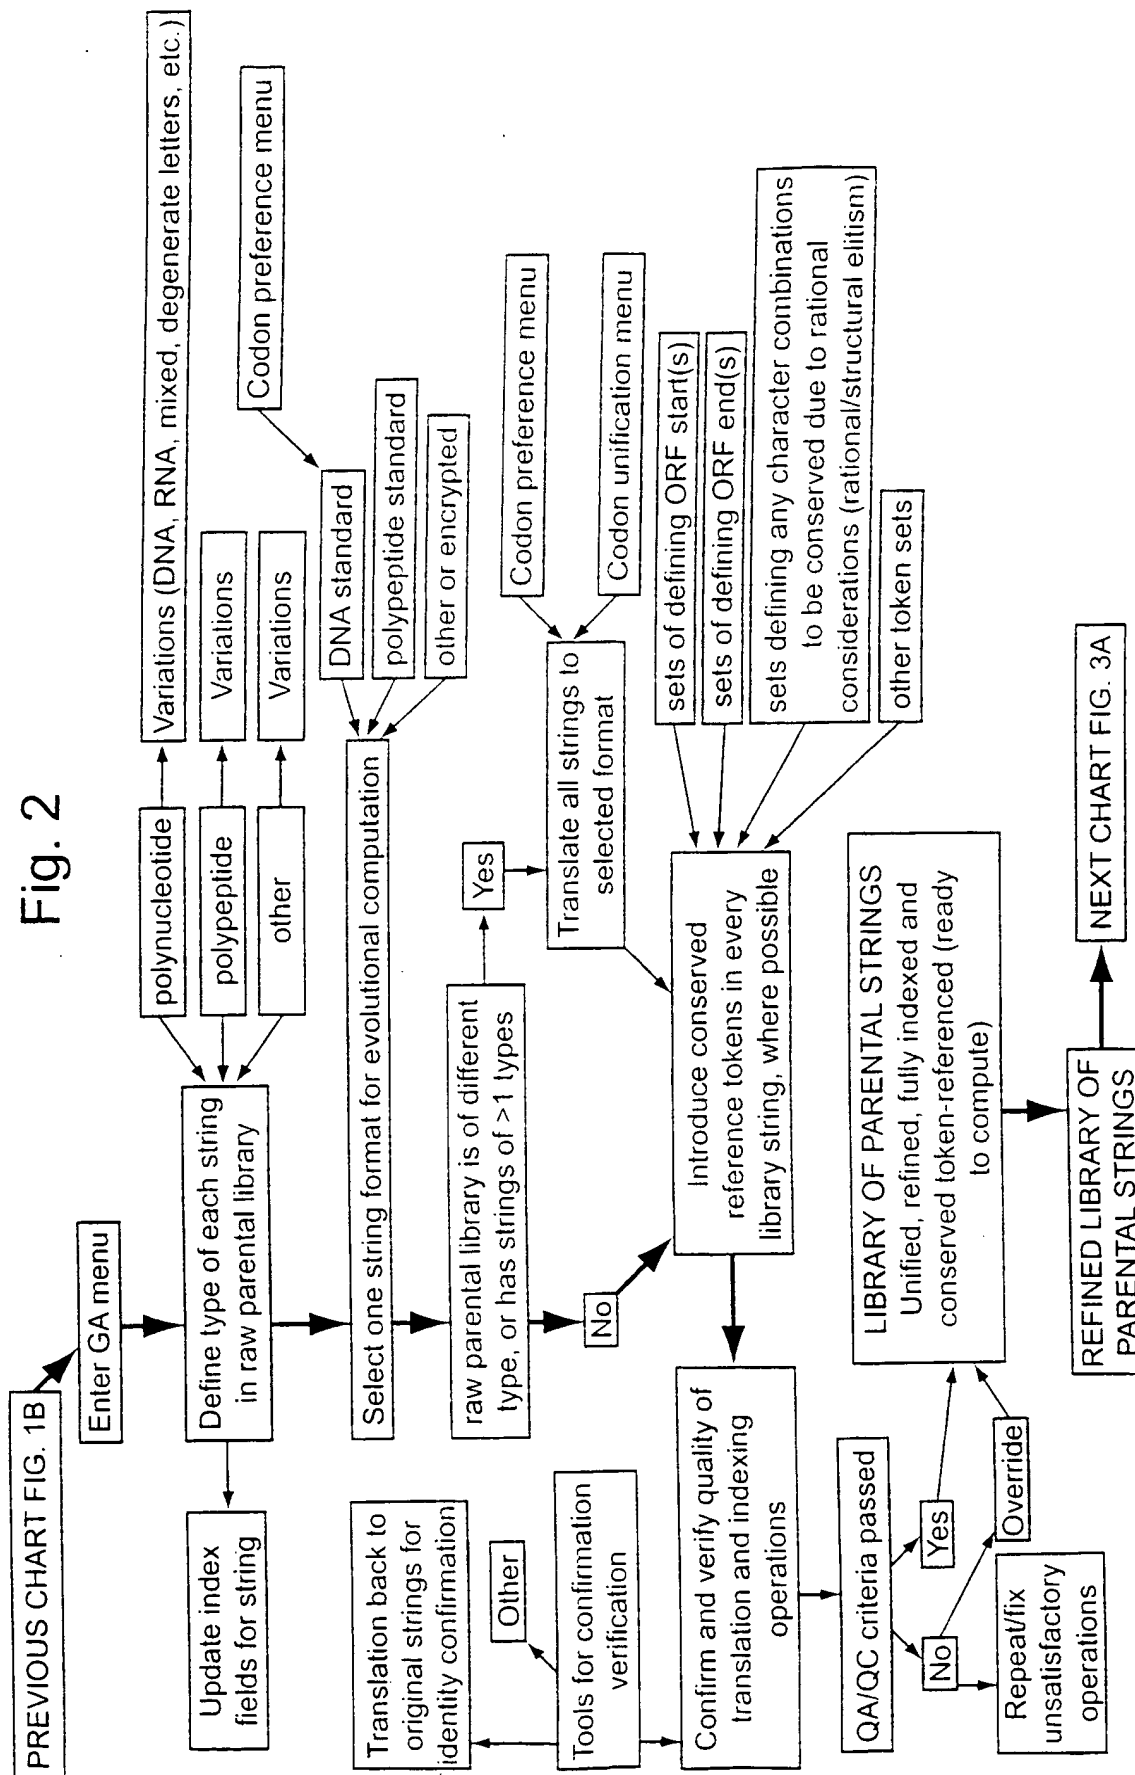 Fig. 2
PREVIOUS CHART FIG. 1B
Enter GA menu
Define type of each string
in raw parental library
Update index
fields for string
polynucleotide
polypeptide
other
Variations (DNA, RNA, mixed, degenerate letters, etc.)
Variations
Variations
Select one string format for evolutional computation
DNA standard
polypeptide standard
other or encrypted
Codon preference menu
raw parental library is of different
type, or has strings of >1 types
Yes
No
Translate all strings to
selected format
Codon preference menu
Codon unification menu
Introduce conserved
reference tokens in every
library string, where possible
sets of defining ORF start(s)
sets of defining ORF end(s)
sets defining any character combinations
to be conserved due to rational
considerations (rational/structural elitism)
other token sets
Translation back to
original strings for
identity confirmation
Other
Tools for confirmation
verification
Confirm and verify quality of
translation and indexing
operations
QA/QC criteria passed
Yes
No
Override
Repeat/fix
unsatisfactory
operations
LIBRARY OF PARENTAL STRINGS
Unified, refined, fully indexed and
conserved token-referenced (ready
to compute)
REFINED LIBRARY OF
PARENTAL STRINGS
NEXT CHART FIG. 3A